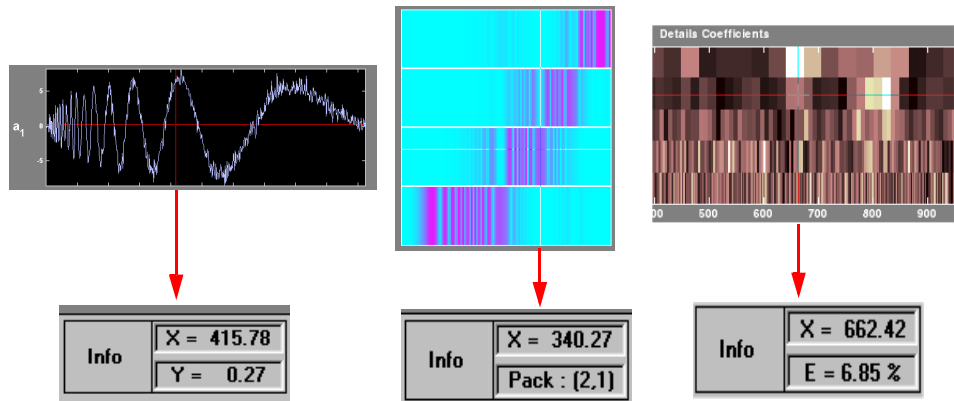 Details Coefficients
5
a1
0
-5
00 500 600 700 800 900
Info
X = 415.78
Y = 0.27
Info
X = 340.27
Pack : (2,1)
Info
X = 662.42
E = 6.85 %